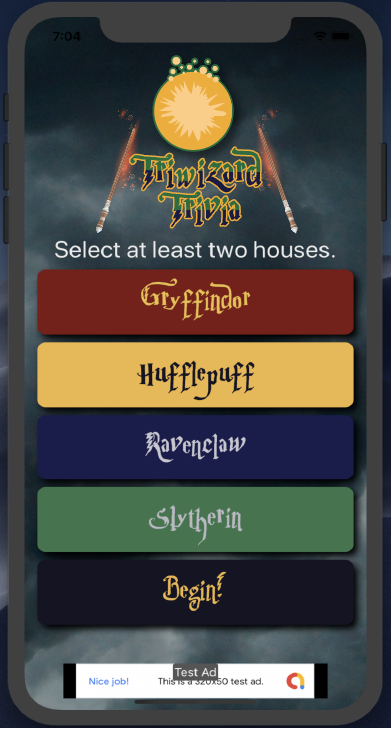 7:04
Triwizard
Trivia
Select at least two houses.
Gryffindor
Hufflepuff
Ravenclaw
Slytherin
Begin!
Test Ad
Nice job! This is a 320x50 test ad.